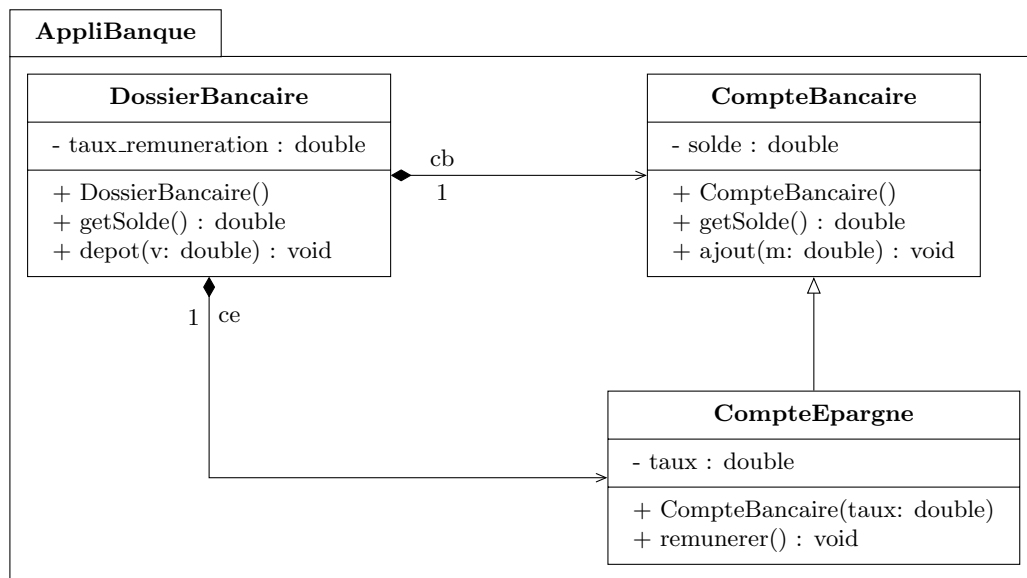 AppliBanque
DossierBancaire
- taux_remuneration : double
+ DossierBancaire()
+ getSolde() : double
+ depot(v: double) : void
cb
1
CompteBancaire
- solde : double
+ CompteBancaire()
+ getSolde() : double
+ ajout(m: double) : void
1 ce
CompteEpargne
- taux : double
+ CompteBancaire(taux: double)
+ remunerer() : void